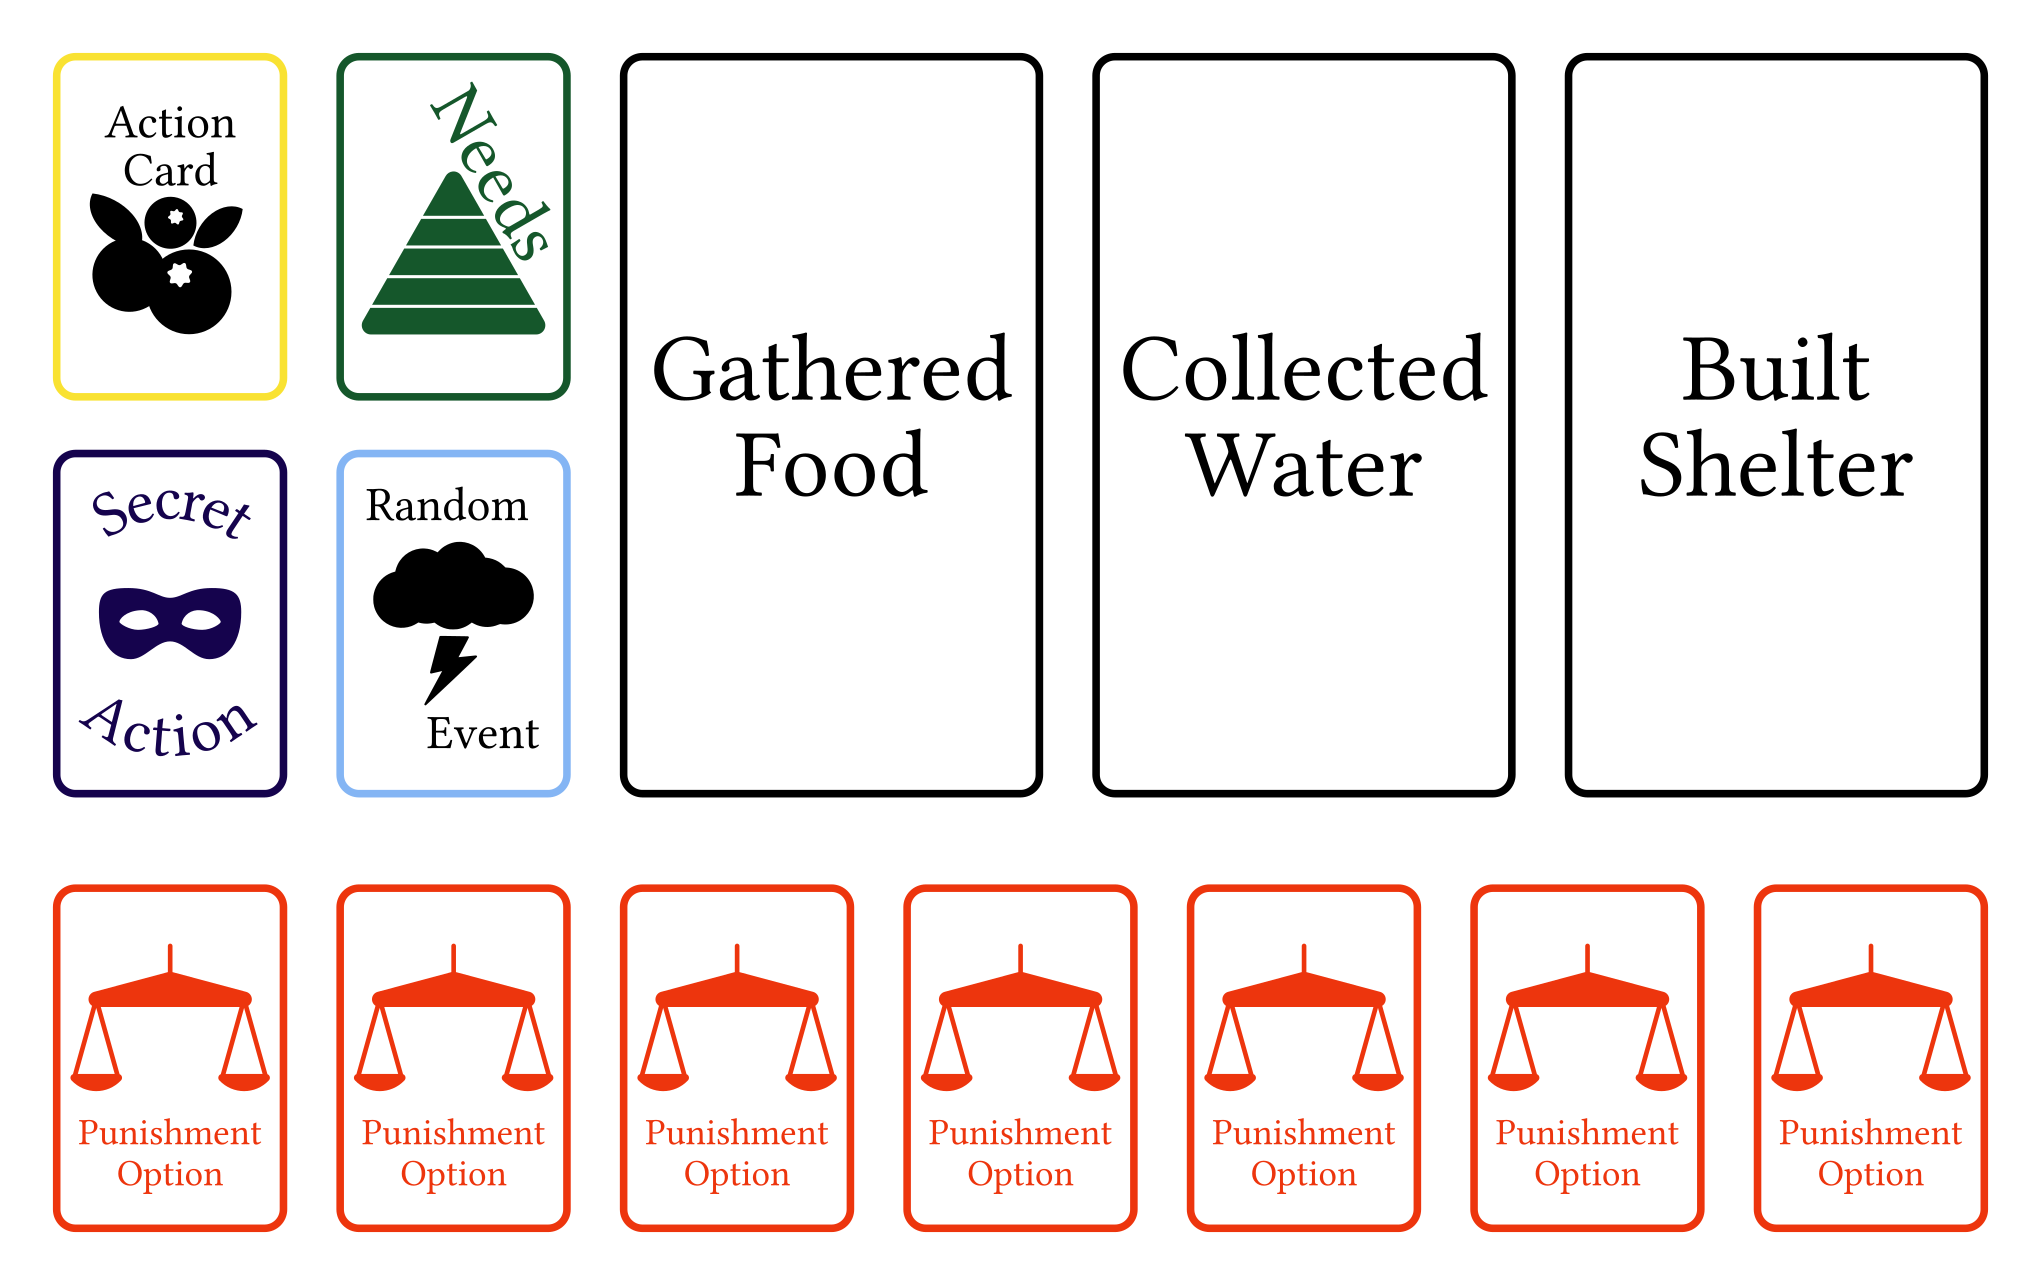 Action
Card
Needs
Gathered
Food
Collected
Water
Built
Shelter
Secret
Action
Random
Event
Punishment
Option
Punishment
Option
Punishment
Option
Punishment
Option
Punishment
Option
Punishment
Option
Punishment
Option